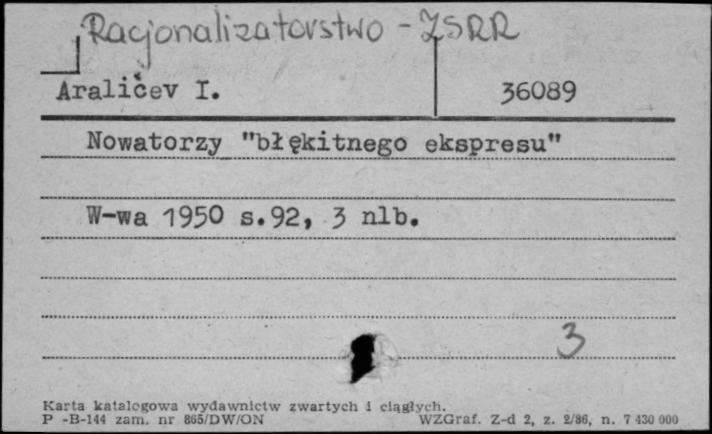 Racjonalizatorstwo - ZSRR
Araličev I. 36089
Nowatorzy "błękitnego ekspresu"
W-wa 1950 s.92, 3 nlb.
3
Karta katalogowa wydawnictw zwartych i ciągłych.
P -B-144 zam. nr 865/DW/ON WZGraf. Z-d 2, z. 2/86, n. 7 430 000